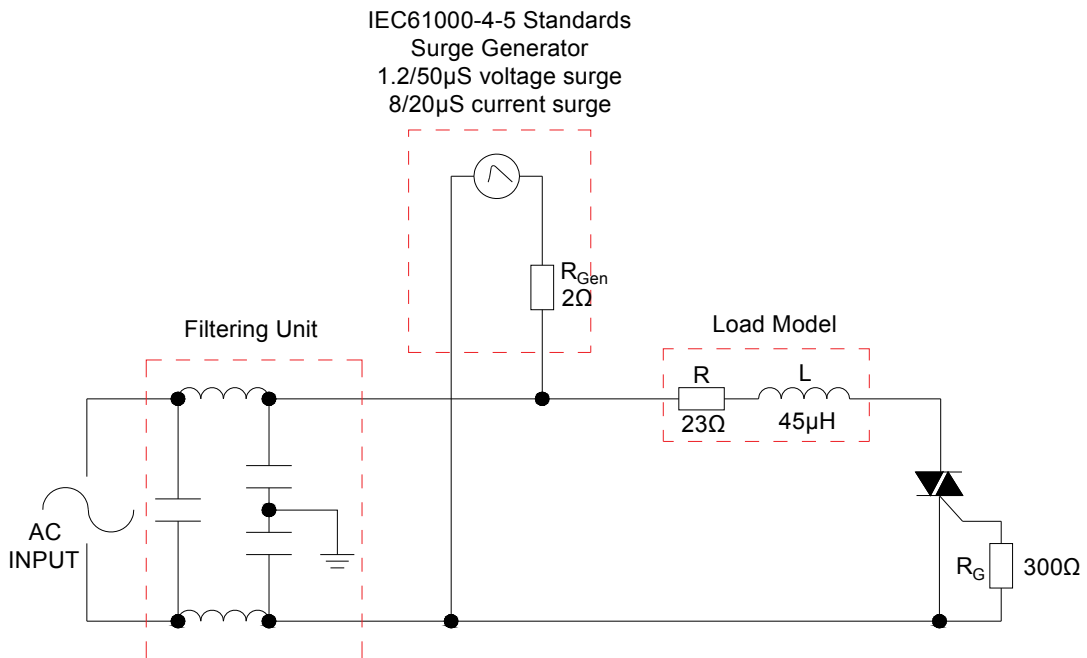 IEC61000-4-5 Standards
Surge Generator
1.2/50µS voltage surge
8/20µS current surge
RGen
2Ω
Filtering Unit
Load Model
R
L
23Ω
45µH
AC
INPUT
RG
300Ω